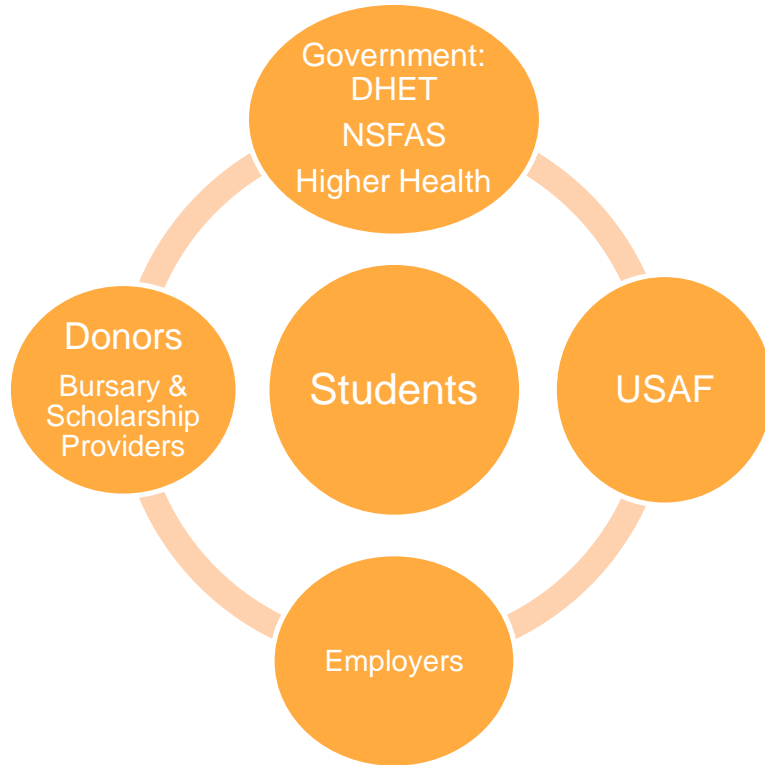 Government:
DHET
NSFAS
Higher Health
Donors
Bursary &
Scholarship
Providers
Students
USAF
Employers